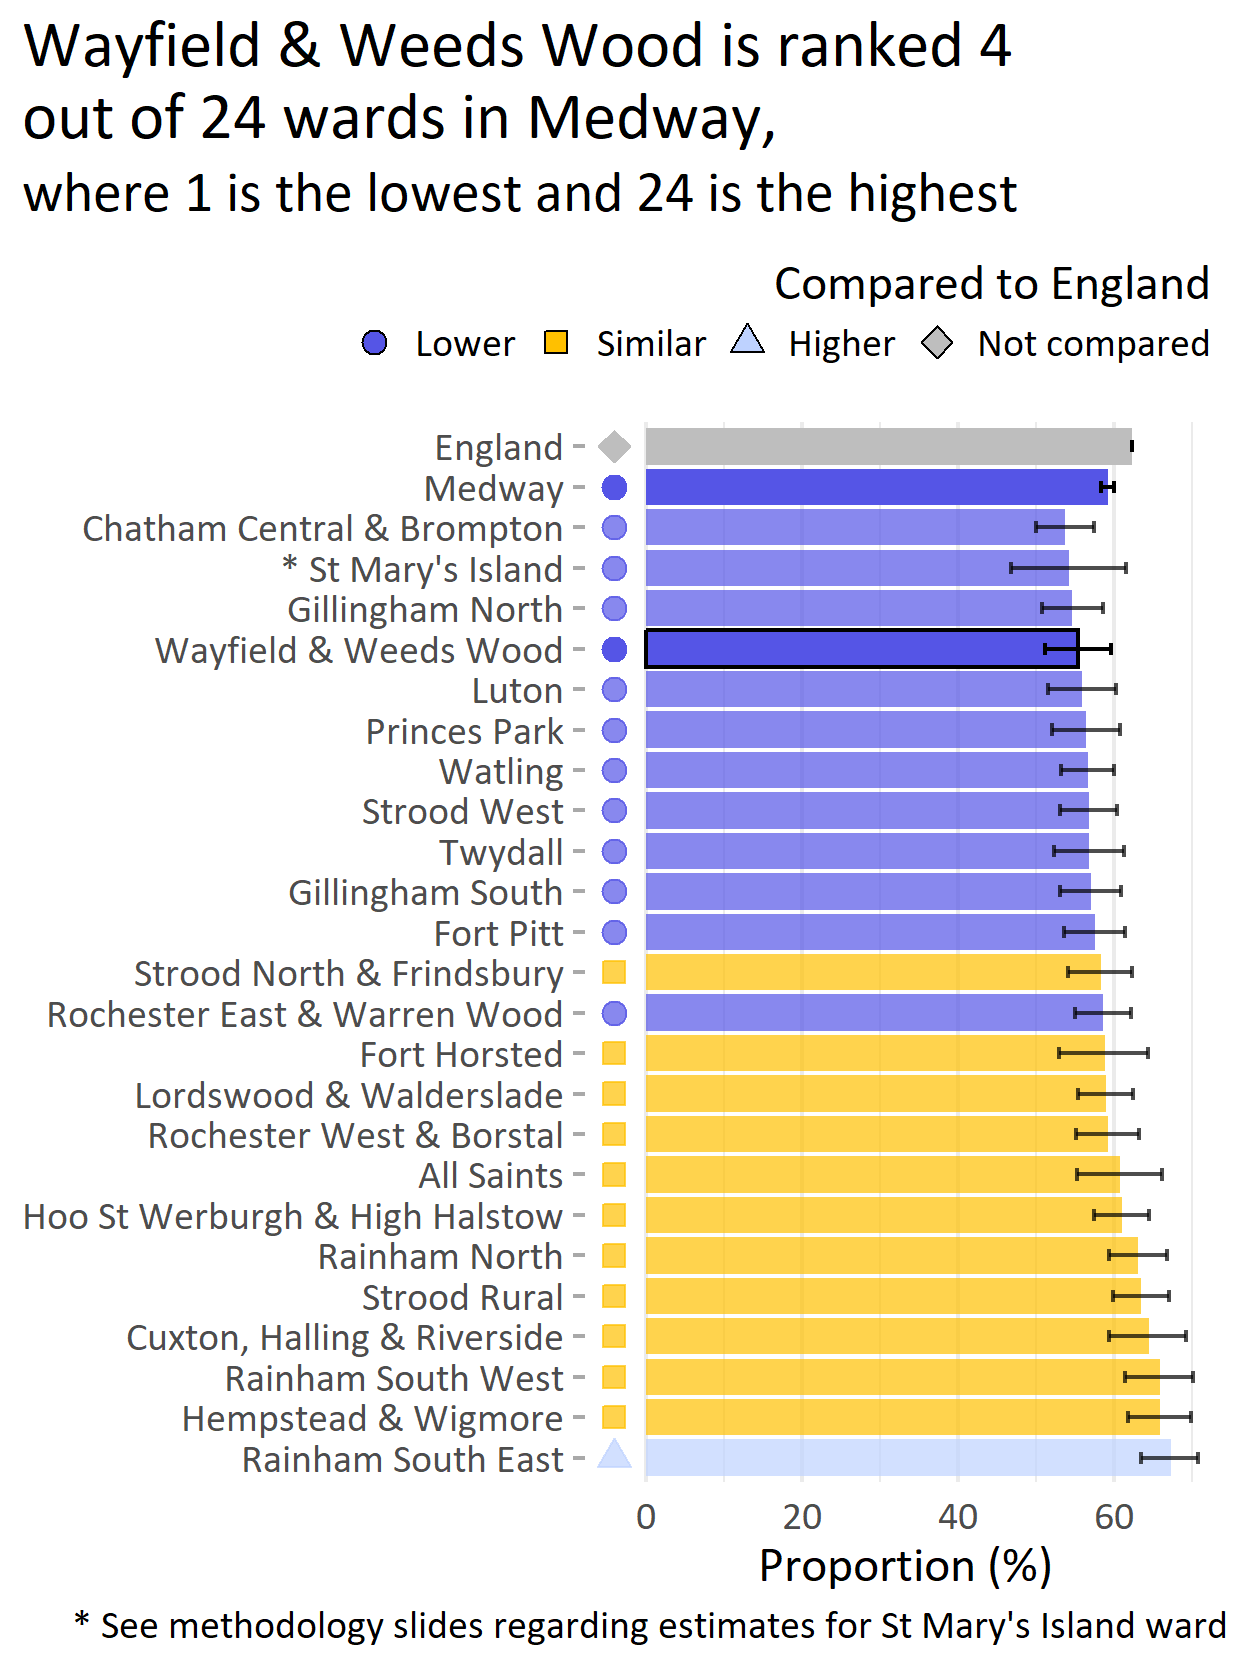 Wayfield & Weeds Wood is ranked 4
out of 24 wards in Medway,
where 1 is the lowest and 24 is the highest
Compared to England
Lower Similar Higher Not compared
England
Medway
Chatham Central & Brompton
* St Mary's Island
Gillingham North
Wayfield & Weeds Wood
Luton
Princes Park
Watling
Strood West
Twydall
Gillingham South
Fort Pitt
Strood North & Frindsbury
Rochester East & Warren Wood
Fort Horsted
Lordswood & Walderslade
Rochester West & Borstal
All Saints
Hoo St Werburgh & High Halstow
Rainham North
Strood Rural
Cuxton, Halling & Riverside
Rainham South West
Hempstead & Wigmore
Rainham South East
0 20 40 60
Proportion (%)
* See methodology slides regarding estimates for St Mary's Island ward